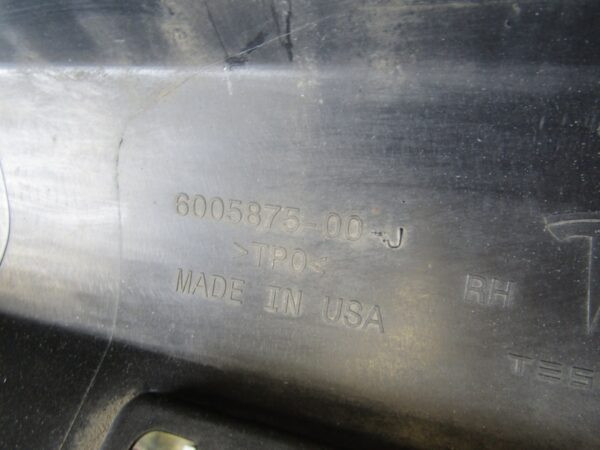 6005875-00-J
>TPO<
MADE IN USA
RH